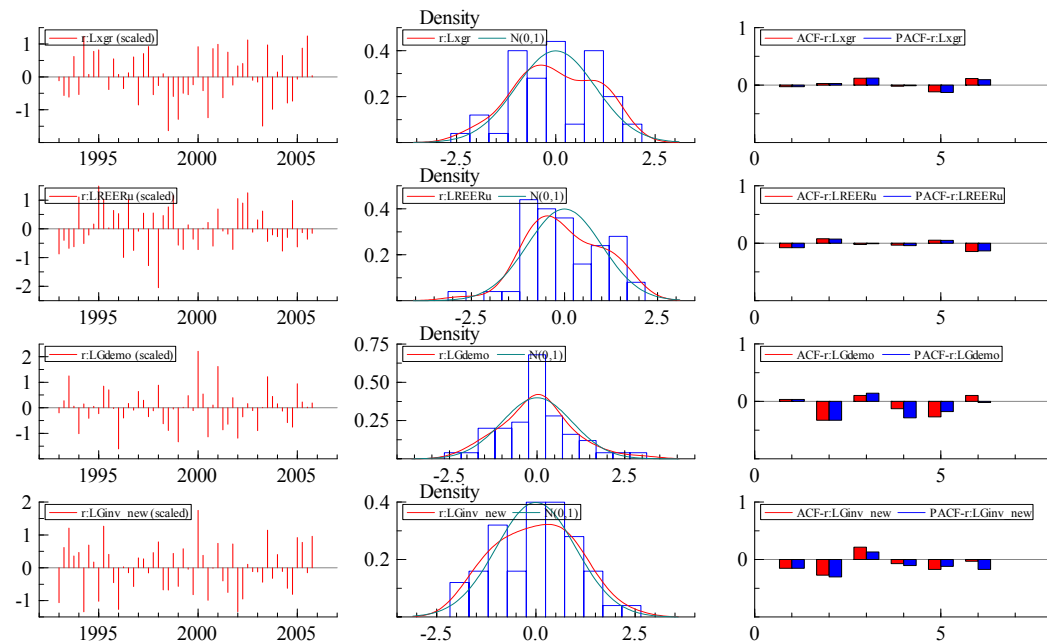 Density
r:Lxgr (scaled)
r:Lxgr N(0,1)
ACF-r:Lxgr PACF-r:Lxgr
1
0
-1
0.4
0.2
1
0
1995 2000 2005
-2.5 0.0 2.5
0 5
Density
r:LREERu (scaled)
r:LREERu N(0,1)
ACF-r:LREERu PACF-r:LREERu
1
0
-1
-2
0.4
0.2
1
0
1995 2000 2005
-2.5 0.0 2.5
0 5
Density
r:LGdemo (scaled)
r:LGdemo N(0,1)
ACF-r:LGdemo PACF-r:LGdemo
2
1
0
-1
0.75
0.50
0.25
1
0
1995 2000 2005
-2.5 0.0 2.5
0 5
Density
r:LGinv_new (scaled)
r:LGinv_new N(0,1)
ACF-r:LGinv_new PACF-r:LGinv_new
2
1
0
-1
0.4
0.2
1
0
1995 2000 2005
-2.5 0.0 2.5
0 5